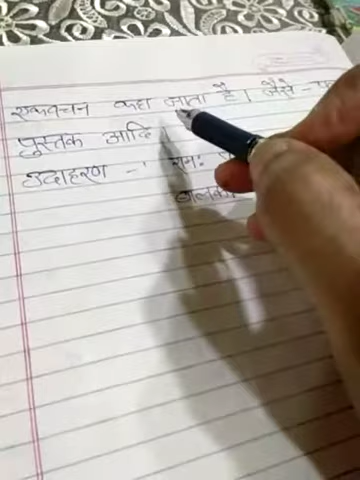 एकवचन कहा जाता है। जैसे -
पुस्तक आदि।
उदाहरण - रामः